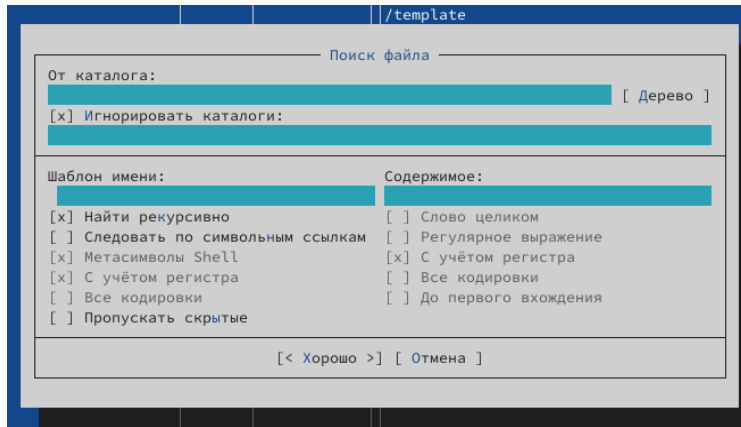 /template
Поиск файла
От каталога:
[ Дерево ]
[x] Игнорировать каталоги:
Шаблон имени:
Содержимое:
[x] Найти рекурсивно
[ ] Слово целиком
[ ] Следовать по символьным ссылкам
[ ] Регулярное выражение
[x] Метасимволы Shell
[x] С учётом регистра
[x] С учётом регистра
[ ] Все кодировки
[ ] Все кодировки
[ ] До первого вхождения
[ ] Пропускать скрытые
[< Хорошо >] [ Отмена ]